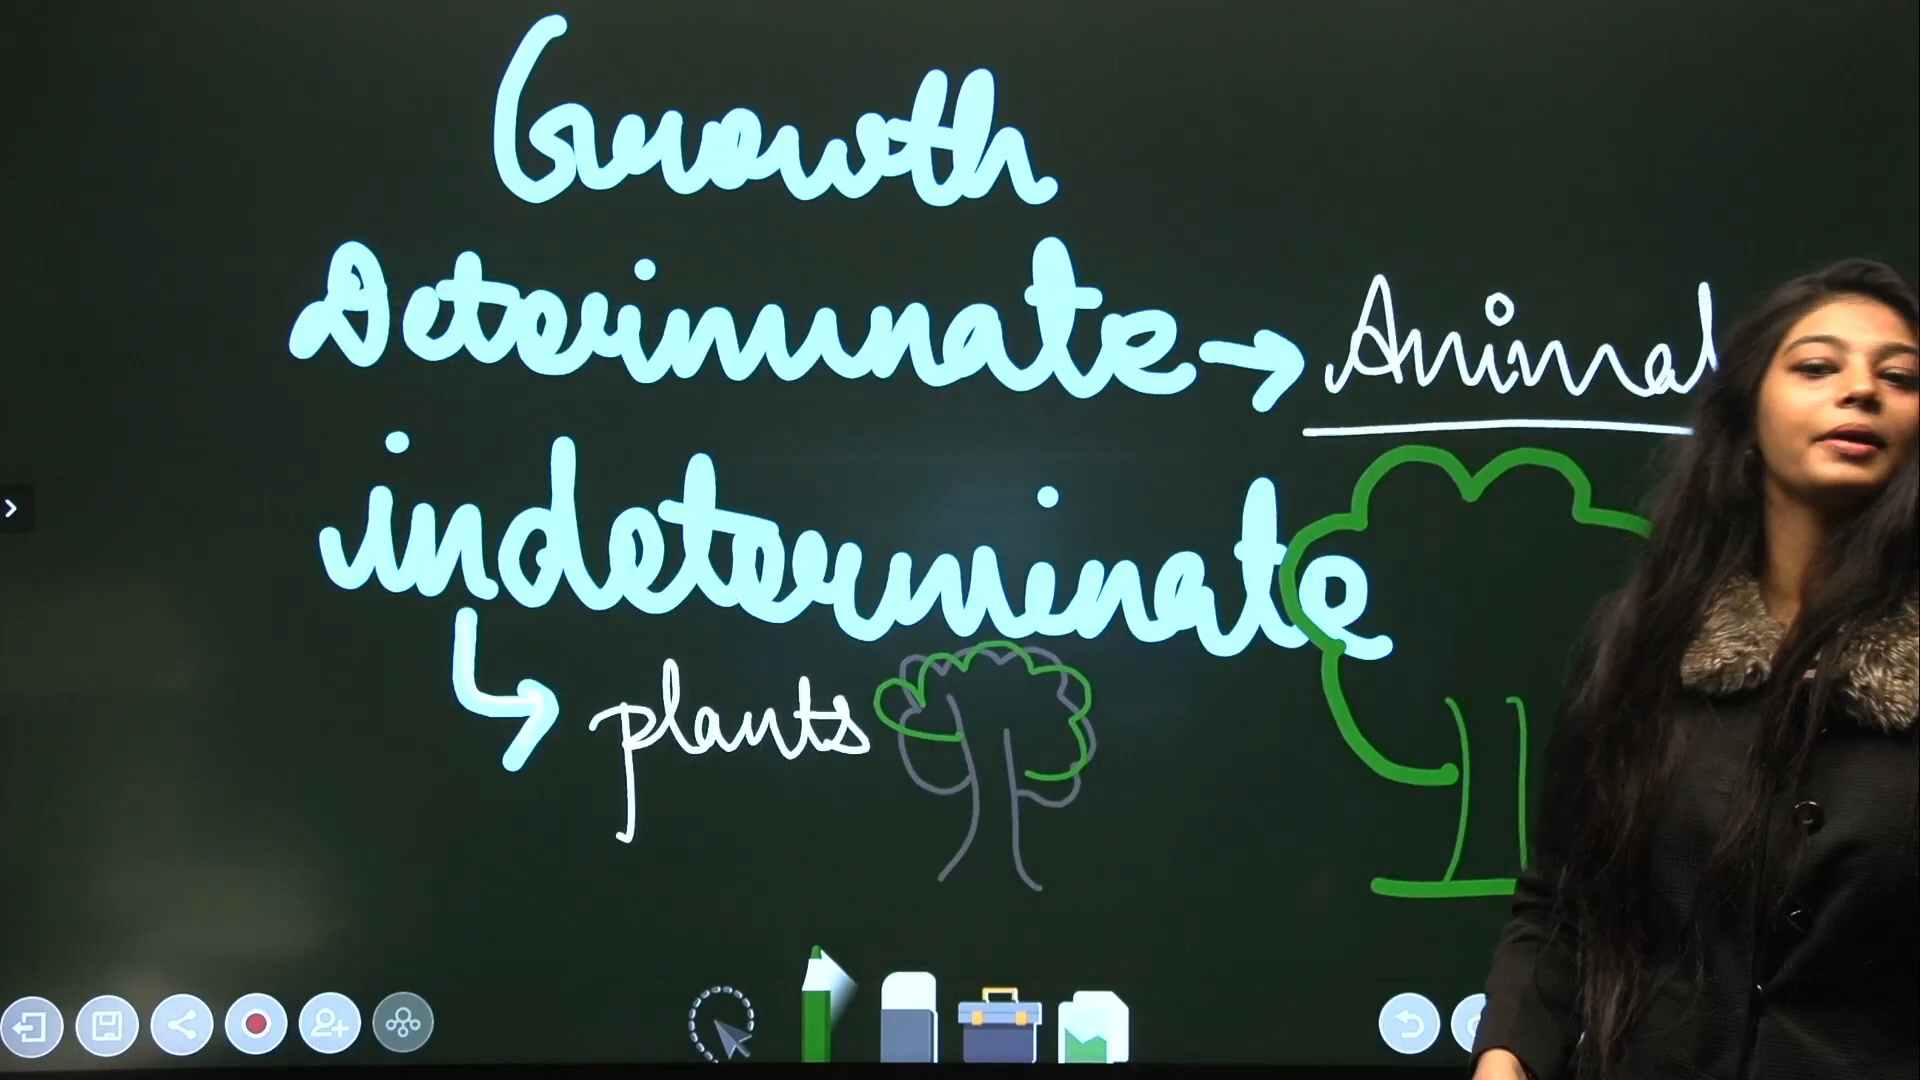 Growth
Determinate → Animal
indeterminate
plants